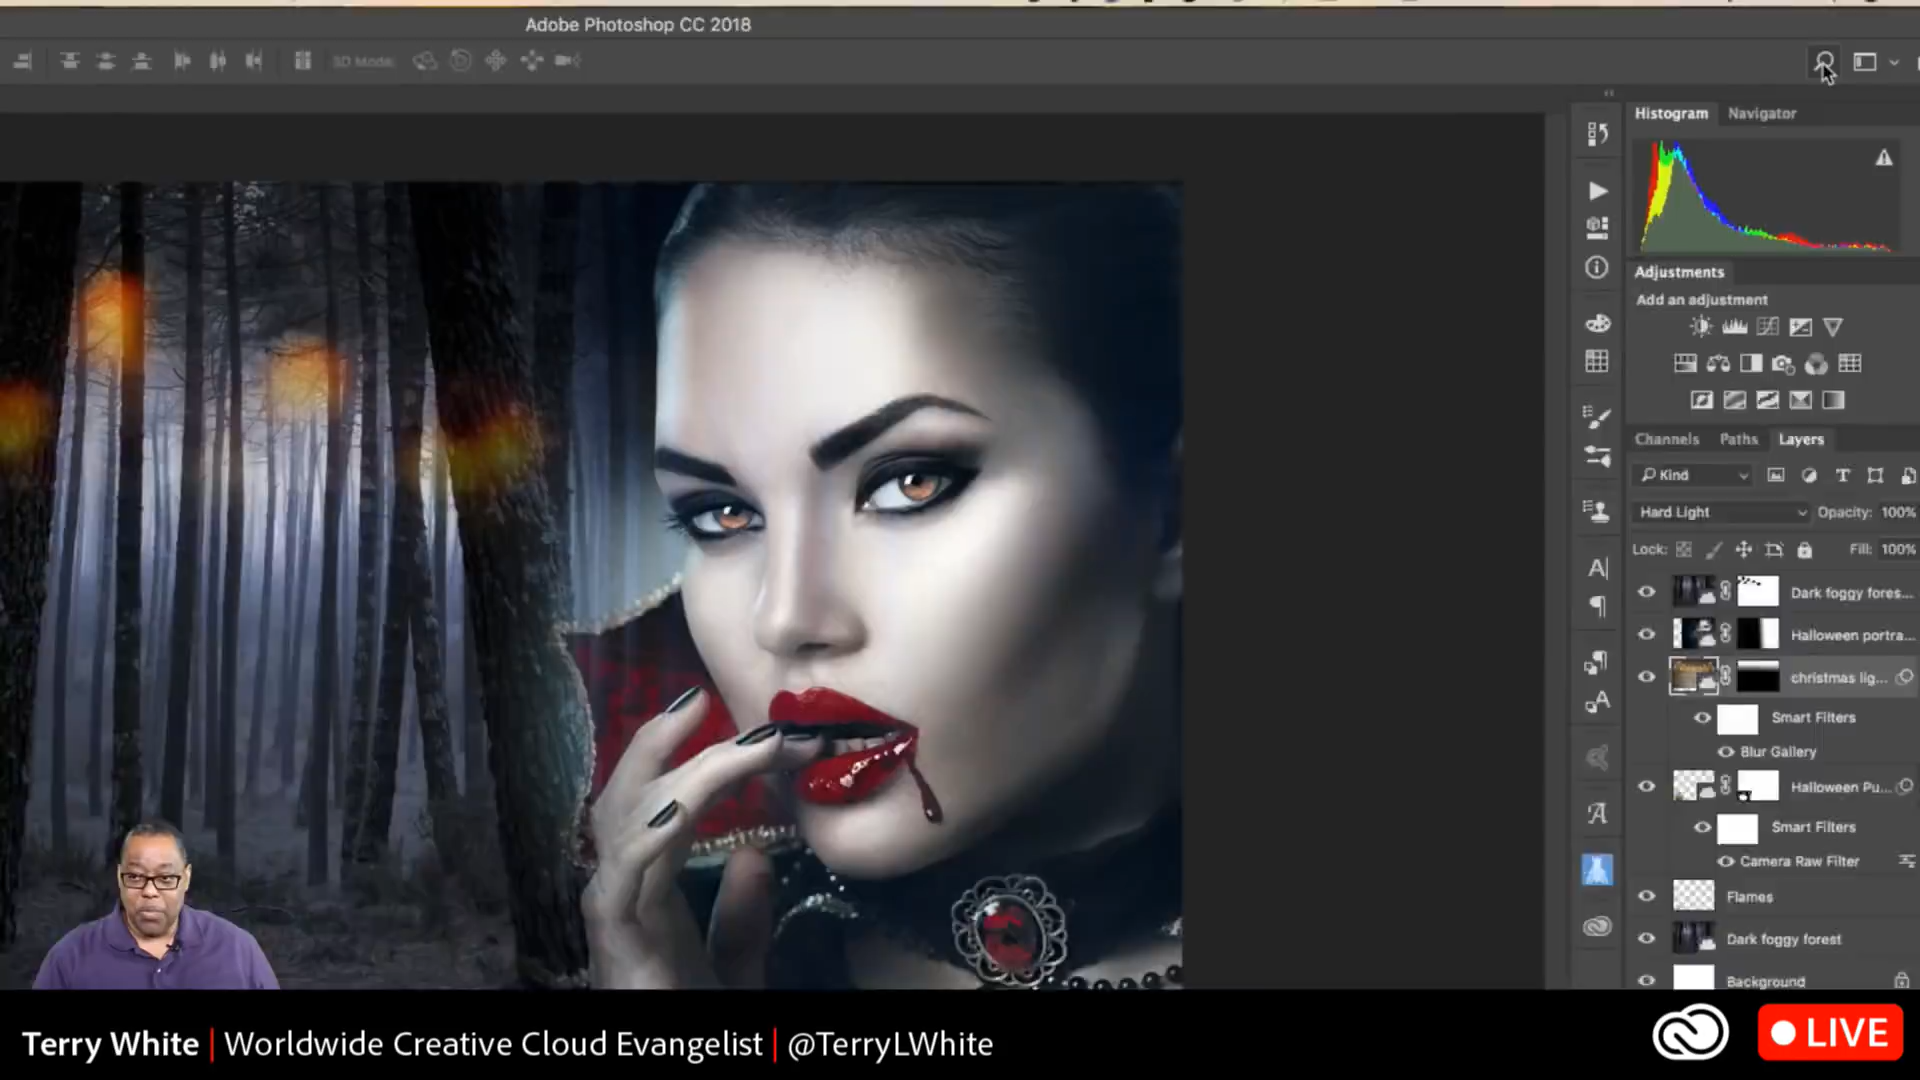 Adobe Photoshop CC 2018
3D Mode:
Histogram Navigator
Adjustments
Add an adjustment
Channels Paths Layers
Kind
Hard Light Opacity: 100%
Lock: Fill: 100%
Dark foggy fores...
Halloween portra...
christmas lig...
Smart Filters
Blur Gallery
Halloween Pu...
Smart Filters
Camera Raw Filter
Flames
Dark foggy forest
Background
Terry White | Worldwide Creative Cloud Evangelist | @TerryLWhite
LIVE